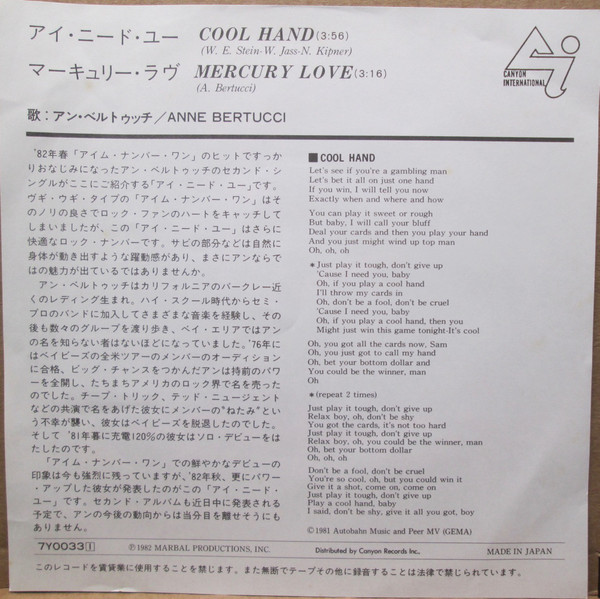 アイ・ニード・ユー COOL HAND(3:56)
(W. E. Stein-W. Jass-N. Kipner)
マーキュリー・ラヴ MERCURY LOVE(3:16)
(A. Bertucci)
CANYON
INTERNATIONAL
歌：アン・ベルトゥッチ／ANNE BERTUCCI
'82年春「アイム・ナンバー・ワン」のヒットですっか
りおなじみになったアン・ベルトゥッチのセカンド・シ
ングルがここにご紹介する「アイ・ニード・ユー」です。
ヴギ・ウギ・タイプの「アイム・ナンバー・ワン」はそ
のノリの良さでロック・ファンのハートをキャッチして
しまいましたが、この「アイ・ニード・ユー」はさらに
快適なロック・ナンバーです。サビの部分などは自然に
身体が動き出すような躍動感があり、まさにアンならで
はの魅力が出ているではありませんか。
アン・ベルトゥッチはカリフォルニアのバークレー近
くのレディング生まれ。ハイ・スクール時代からセミ・
プロのバンドに加入してさまざまな音楽を経験し、その
後も数々のグループを渡り歩き、ベイ・エリアではアン
の名を知らない者はないほどになっていました。'76年に
はベイビーズの全米ツアーのメンバーのオーディション
に合格、ビッグ・チャンスをつかんだアンは持前のパワ
ーを全開し、たちまちアメリカのロック界で名を売った
のでした。チープ・トリック、テッド・ニュージェント
などの共演で名をあげた彼女にメンバーの"ねたみ"と
いう不幸が襲い、彼女はベイビーズを脱退したのでした。
そして'81年暮に充電120%の彼女はソロ・デビューをは
たしたのです。
「アイム・ナンバー・ワン」での鮮やかなデビューの
印象は今も強烈に残っていますが、'82年秋、更にパワー
・アップした彼女が発表したのがこの「アイ・ニード・
ユー」です。セカンド・アルバムも近日中に発表される
予定で、アンの今後の動向からは当分目を離せそうにも
ありません。
■COOL HAND
Let's see if you're a gambling man
Let's bet it all on just one hand
If you win, I will tell you now
Exactly when and where and how
You can play it sweet or rough
But baby, I will call your bluff
Deal your cards and then you play your hand
And you just might wind up top man
Oh, oh, oh
*Just play it tough, don't give up
'Cause I need you, baby
Oh, if you play a cool hand
I'll throw my cards in
Oh, don't be a fool, don't be cruel
'Cause I need you, baby
Oh, if you play a cool hand, then you
Might just win this game tonight-It's cool
Oh, you got all the cards now, Sam
Oh, you just got to call my hand
Oh, bet your bottom dollar and
You could be the winner, man
Oh
*(repeat 2 times)
Just play it tough, don't give up
Relax boy, oh, don't be shy
You got the cards, it's not too hard
Just play it tough, don't give up
Relax boy, oh, you could be the winner, man
Oh, bet your bottom dollar
Oh, oh, oh
Don't be a fool, don't be cruel
You're so cool, oh, but you could win it
Give it a shot, come on, come on
Just play it tough, don't give up
Play a cool hand, baby
I said, don't be shy, give it all you got, boy
©1981 Autobahn Music and Peer MV (GEMA)
7Y0033 Ⅰ ℗1982 MARBAL PRODUCTIONS, INC. Distributed by Canyon Records Inc. MADE IN JAPAN
このレコードを賃貸業に使用することを禁じます。また無断でテープその他に録音することは法律で禁じられています。